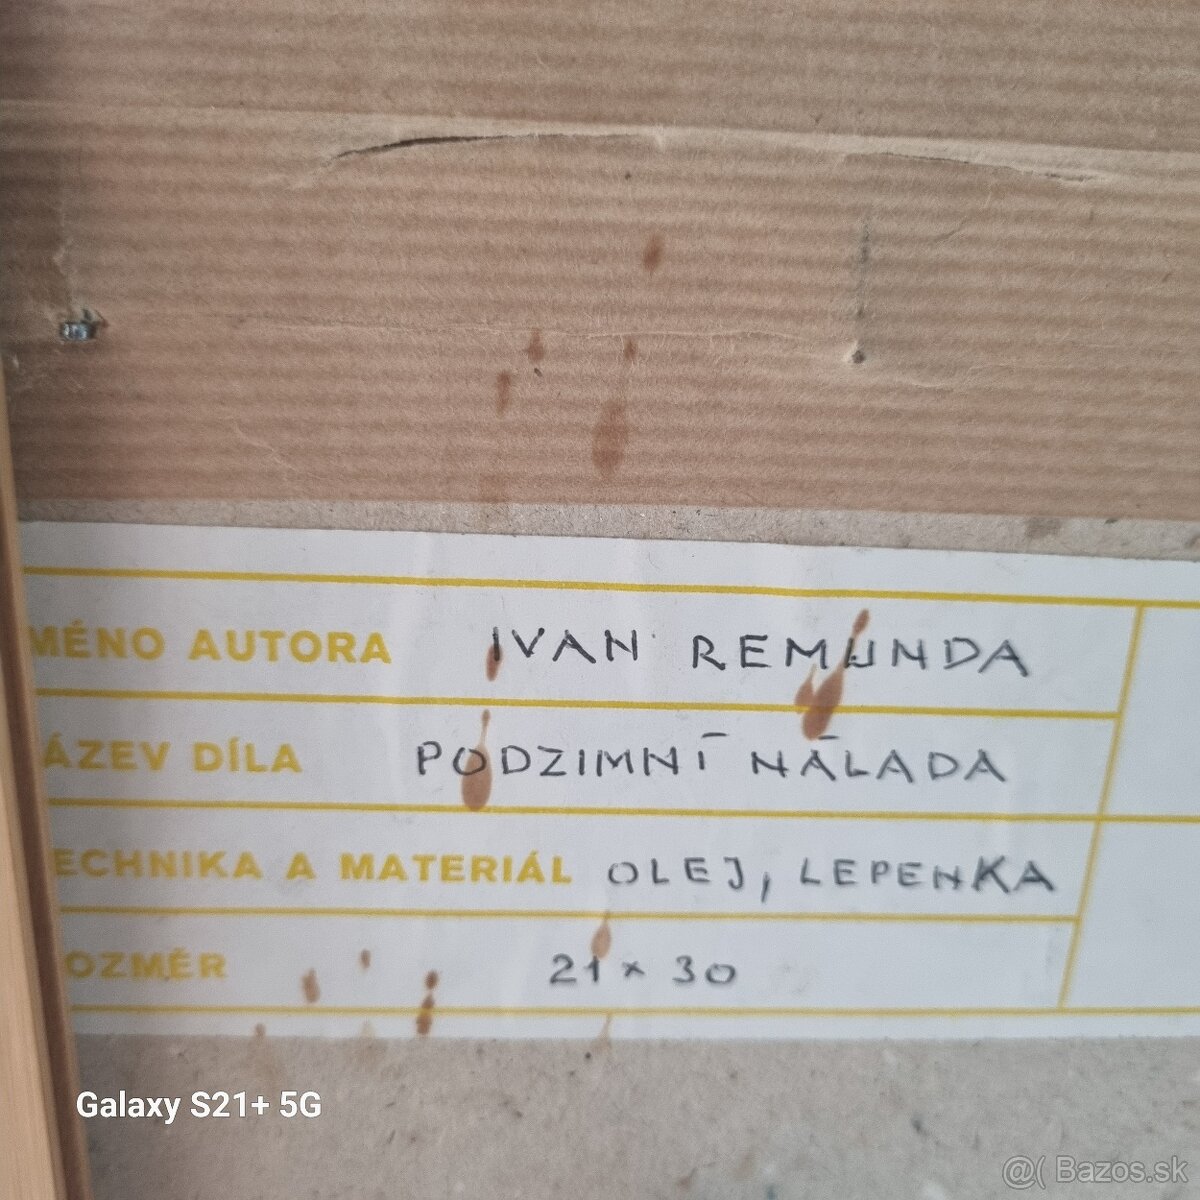 MÉNO AUTORA IVAN REMUNDA
ÁZEV DÍLA PODZIMNÍ NÁLADA
ECHNIKA A MATERIÁL OLEJ, LEPENKA
OZMĚR 21 × 30
Galaxy S21+ 5G
@( Bazos.sk